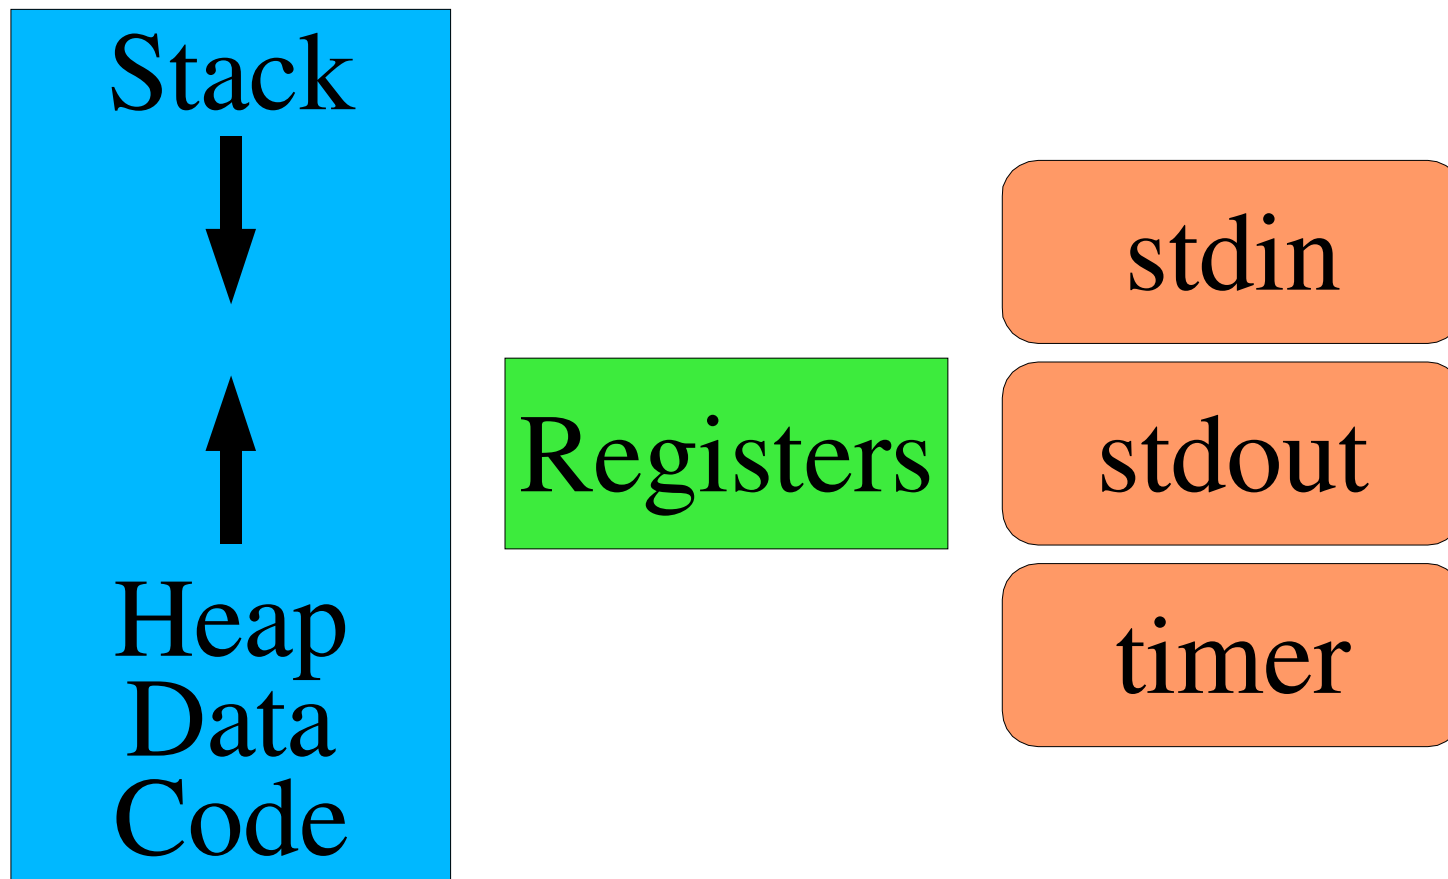 Stack
Heap
Data
Code
Registers
stdin
stdout
timer